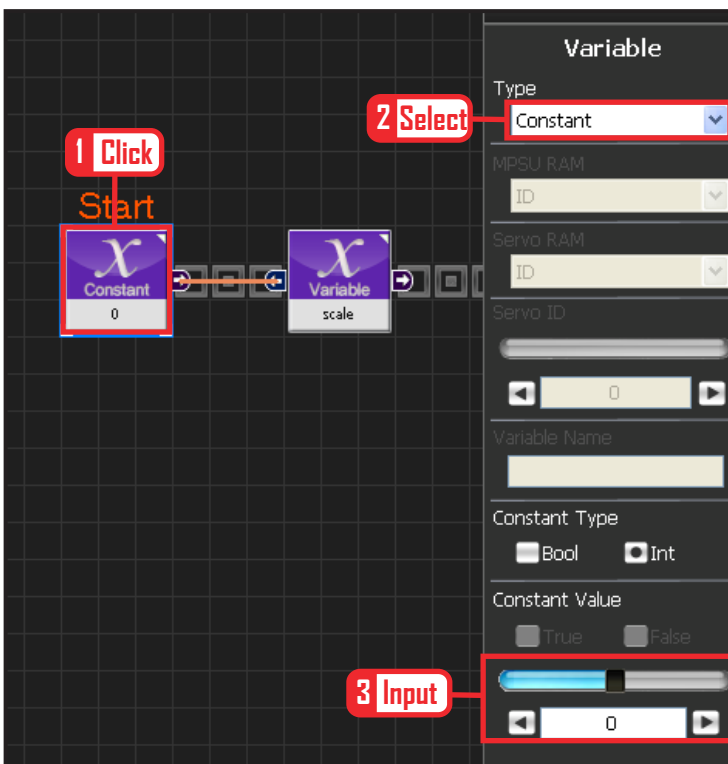 Variable
Type
2 Select
Constant
1 Click
MPSU RAM
ID
Start
Servo RAM
X
Constant
0
X
Variable
scale
ID
Servo ID
0
Variable Name
Constant Type
Bool
Int
Constant Value
True
False
3 Input
0